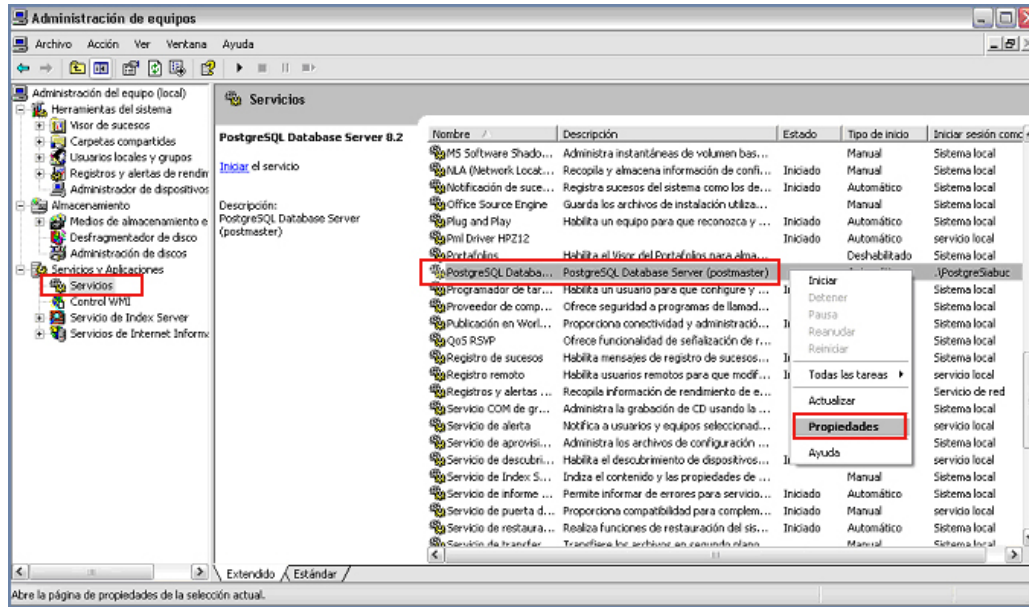 Administración de equipos
Archivo Acción Ver Ventana Ayuda
Administración del equipo (local)
Herramientas del sistema
Visor de sucesos
Carpetas compartidas
Usuarios locales y grupos
Registros y alertas de rendim
Administrador de dispositivos
Almacenamiento
Medios de almacenamiento e
Desfragmentador de disco
Administración de discos
Servicios y Aplicaciones
Servicios
Control WMI
Servicio de Index Server
Servicios de Internet Informa
Servicios
PostgreSQL Database Server 8.2
Iniciar el servicio
Descripción:
PostgreSQL Database Server
(postmaster)
Nombre Descripción Estado Tipo de inicio Iniciar sesión como
MS Software Shado... Administra instantáneas de volumen bas... Manual Sistema local
NLA (Network Locat... Recopila y almacena información de confi... Iniciado Manual Sistema local
Notificación de suce... Registra sucesos del sistema como los de... Iniciado Automático Sistema local
Office Source Engine Guarda los archivos de instalación utiliza... Manual Sistema local
Plug and Play Habilita un equipo para que reconozca y ... Iniciado Automático Sistema local
Pml Driver HPZ12 Iniciado Automático servicio local
Portafolios Habilita el Visor del Portafolios para alma... Deshabilitado Sistema local
PostgreSQL Databa... PostgreSQL Database Server (postmaster) .\PostgreSiabuc
Programador de tar... Habilita un usuario para que configure y ... Sistema local
Proveedor de comp... Ofrece seguridad a programas de llamad... Sistema local
Publicación en Worl... Proporciona conectividad y administració... Sistema local
QoS RSVP Ofrece funcionalidad de señalización de r... Sistema local
Registro de sucesos Habilita mensajes de registro de sucesos... Sistema local
Registro remoto Habilita usuarios remotos para que modif... servicio local
Registros y alertas ... Recopila información de rendimiento de e... Servicio de red
Servicio COM de gr... Administra la grabación de CD usando la ... Sistema local
Servicio de alerta Notifica a usuarios y equipos seleccionad... servicio local
Servicio de aprovisi... Administra los archivos de configuración ... Sistema local
Servicio de descubri... Habilita el descubrimiento de dispositivos... servicio local
Servicio de Index S... Indiza el contenido y las propiedades de ... Manual Sistema local
Servicio de informe ... Permite informar de errores para servicio... Iniciado Automático Sistema local
Servicio de puerta d... Proporciona compatibilidad para complem... Iniciado Manual servicio local
Servicio de restaura... Realiza funciones de restauración del sis... Iniciado Automático Sistema local
Servicio de transfer Transfiere los archivos en segundo plano Manual Sistema local
Iniciar
Detener
Pausa
Reanudar
Reiniciar
Todas las tareas
Actualizar
Propiedades
Ayuda
Extendido Estándar
Abre la página de propiedades de la selección actual.